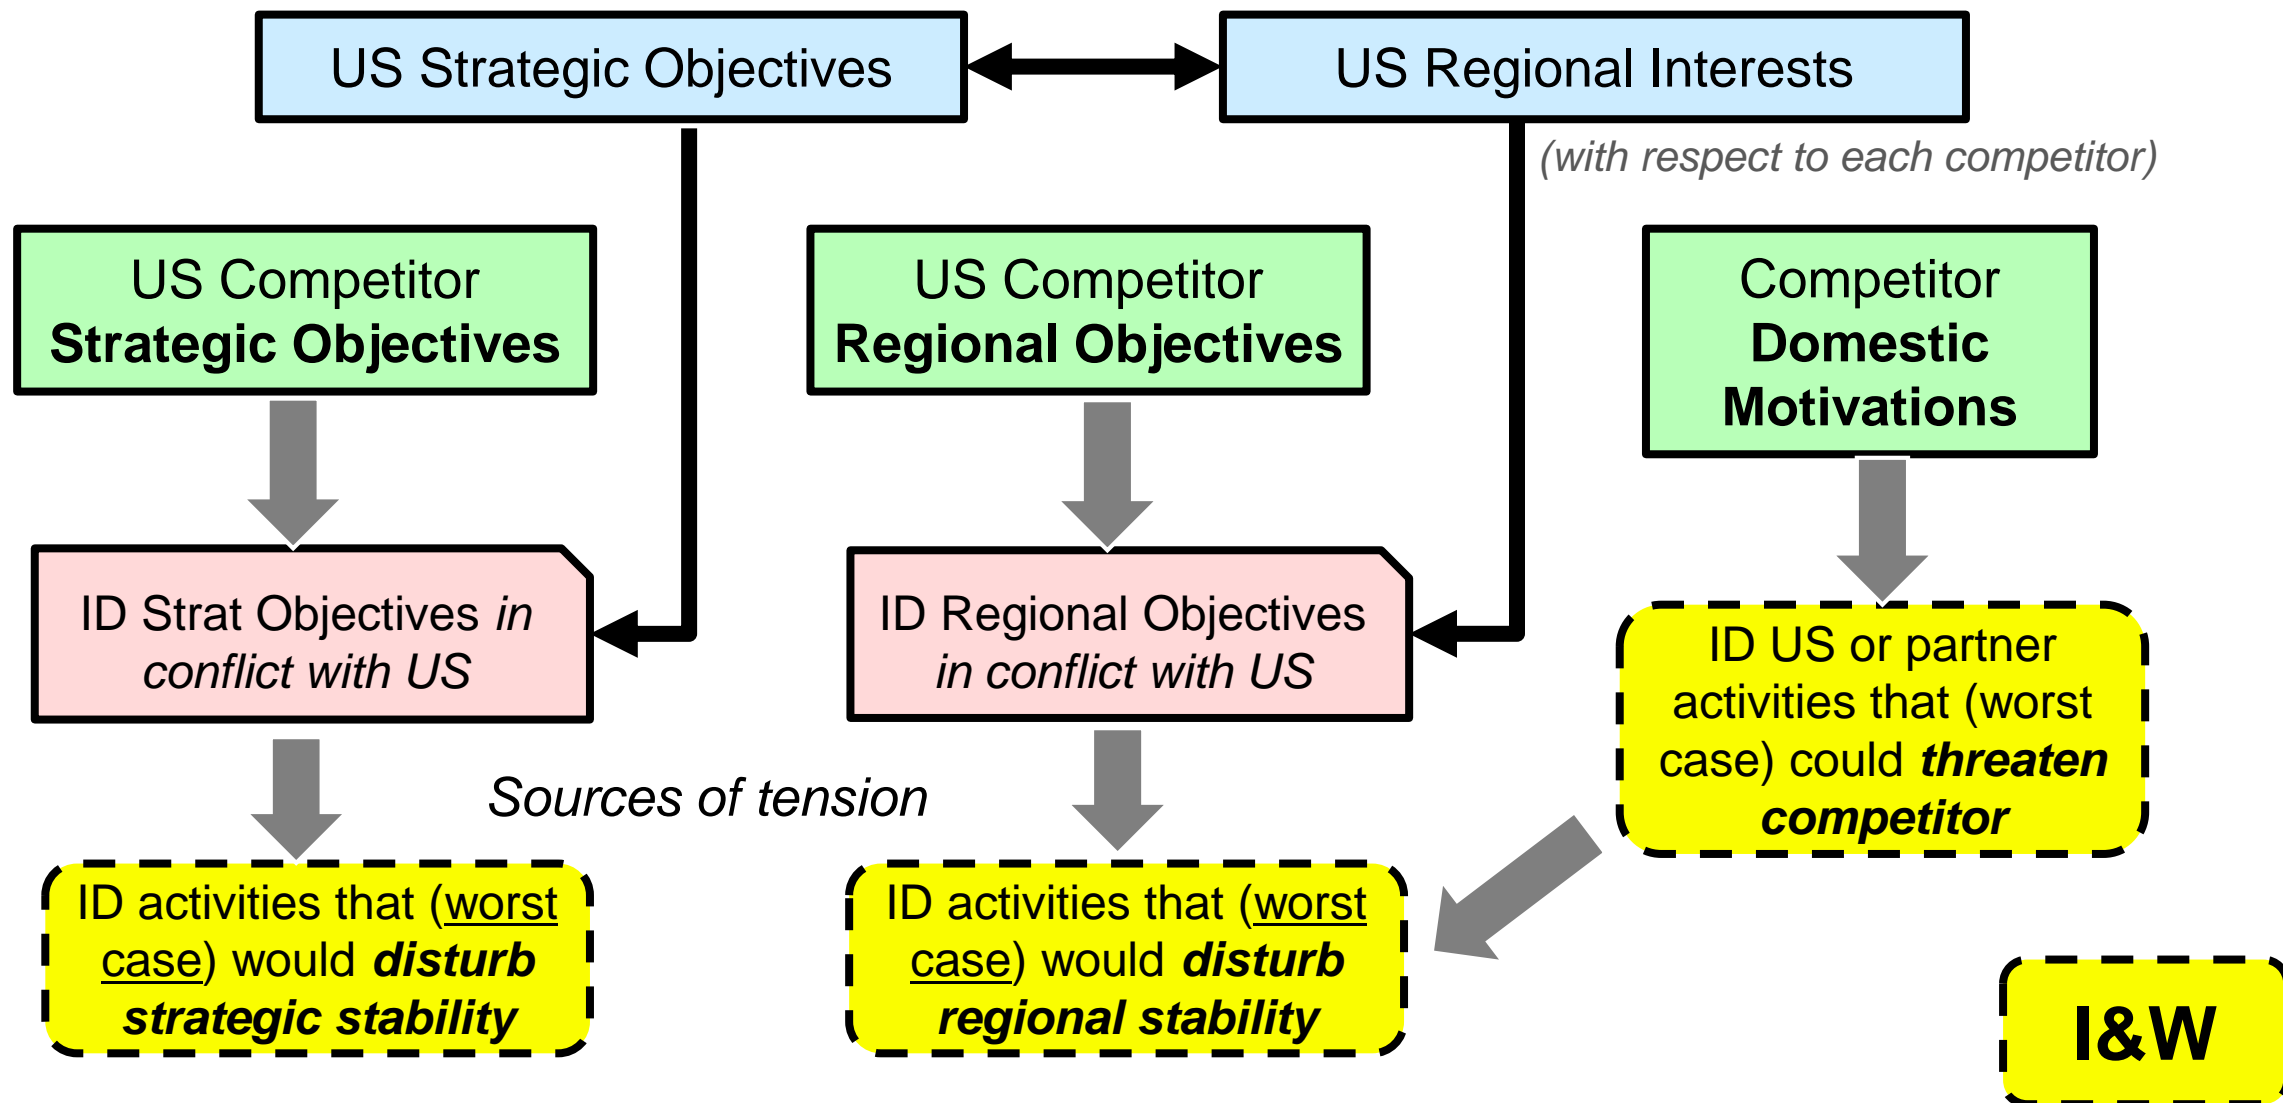 US Strategic Objectives
US Regional Interests
(with respect to each competitor)
US Competitor
Strategic Objectives
US Competitor
Regional Objectives
Competitor
Domestic
Motivations
ID Strat Objectives in
conflict with US
ID Regional Objectives
in conflict with US
ID US or partner
activities that (worst
case) could threaten
competitor
Sources of tension
ID activities that (worst
case) would disturb
strategic stability
ID activities that (worst
case) would disturb
regional stability
I&W